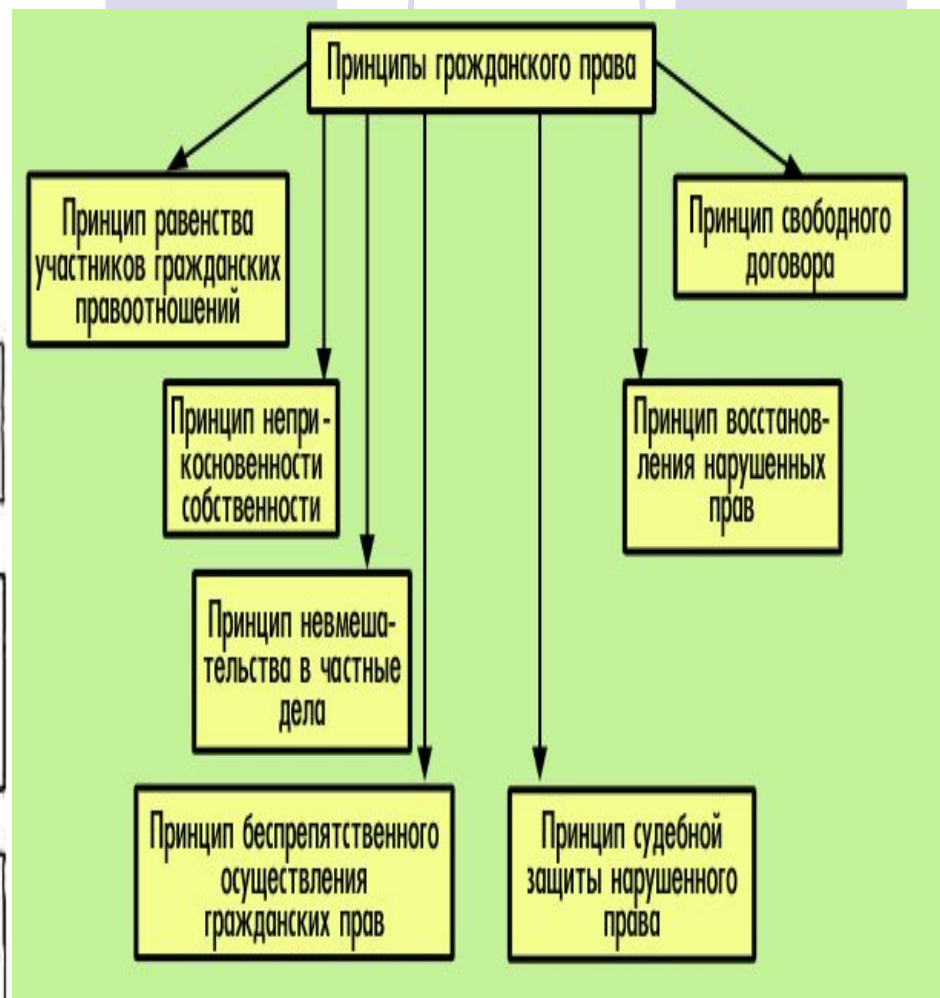 Принципы гражданского права
Принцип равенства
участников гражданских
правоотношений
Принцип свободного
договора
Принцип непри-
косновенности
собственности
Принцип восстанов-
ления нарушенных
прав
Принцип невмеша-
тельства в частные
дела
Принцип беспрепятственного
осуществления
гражданских прав
Принцип судебной
защиты нарушенного
права